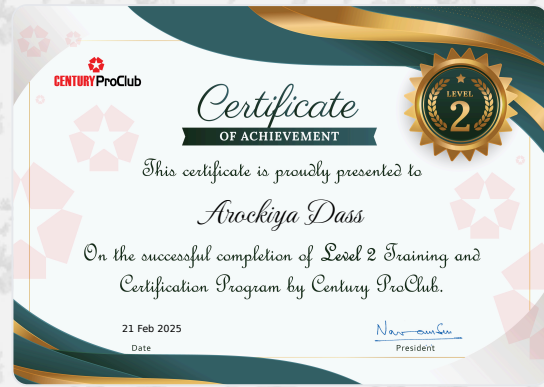 CENTURY ProClub
Certificate
OF ACHIEVEMENT
LEVEL
2
This certificate is proudly presented to
Arockiya Dass
On the successful completion of Level 2 Training and
Certification Program by Century ProClub.
21 Feb 2025
Date
President